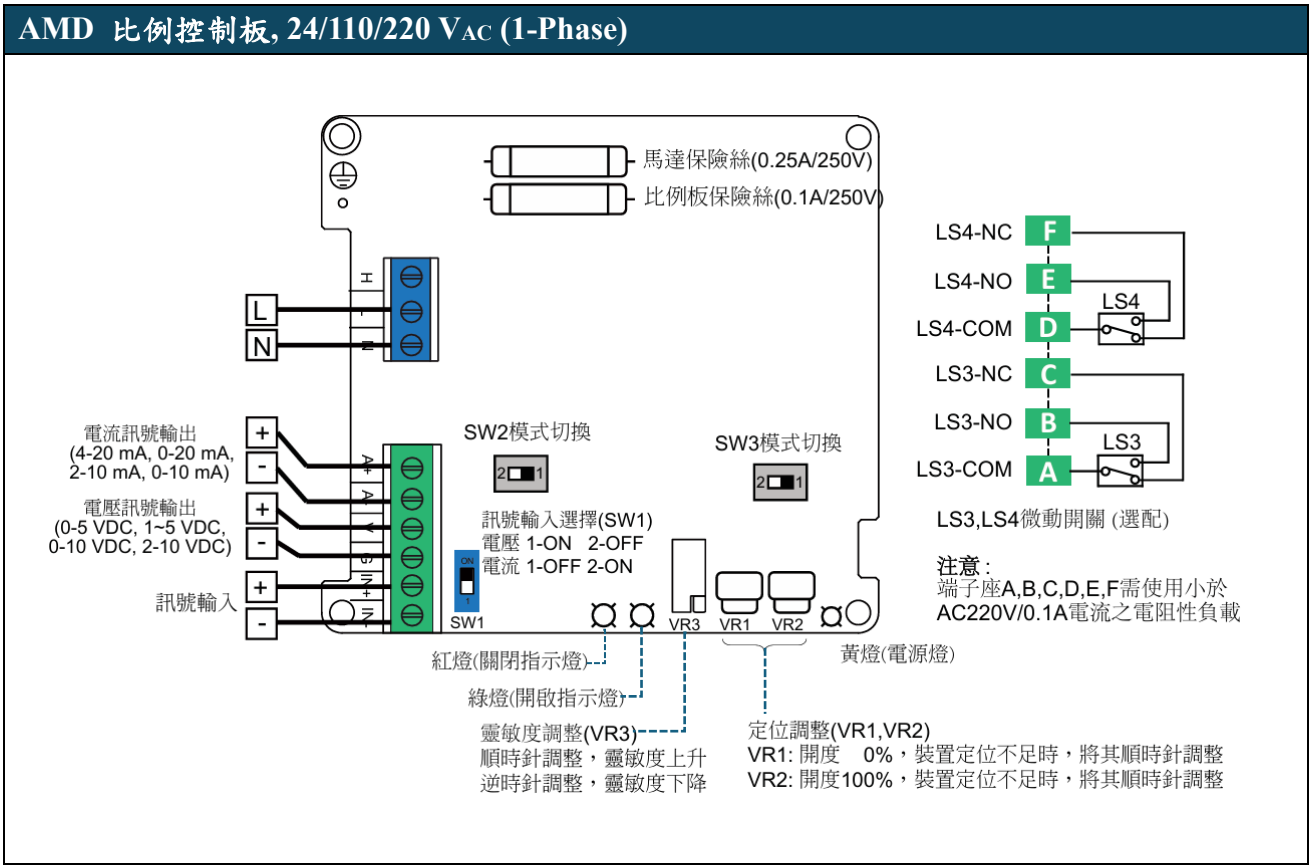 AMD 比例控制板, 24/110/220 VAC (1-Phase)
馬達保險絲(0.25A/250V)
比例板保險絲(0.1A/250V)
H
L
L
N
N
電流訊號輸出
(4-20 mA, 0-20 mA,
2-10 mA, 0-10 mA)
+
-
A+
A-
電壓訊號輸出
(0-5 VDC, 1~5 VDC,
0-10 VDC, 2-10 VDC)
+
-
V
G
訊號輸入
+
-
IN+
IN-
SW2模式切換
2 1
SW3模式切換
2 1
訊號輸入選擇(SW1)
電壓 1-ON 2-OFF
電流 1-OFF 2-ON
ON
1
SW1
VR3
VR1
VR2
紅燈(關閉指示燈)
綠燈(開啟指示燈)
黃燈(電源燈)
靈敏度調整(VR3)
順時針調整，靈敏度上升
逆時針調整，靈敏度下降
定位調整(VR1,VR2)
VR1: 開度 0%，裝置定位不足時，將其順時針調整
VR2: 開度100%，裝置定位不足時，將其順時針調整
LS4-NC F
LS4-NO E
LS4
LS4-COM D
LS3-NC C
LS3-NO B
LS3
LS3-COM A
LS3,LS4微動開關 (選配)
注意 :
端子座A,B,C,D,E,F需使用小於
AC220V/0.1A電流之電阻性負載